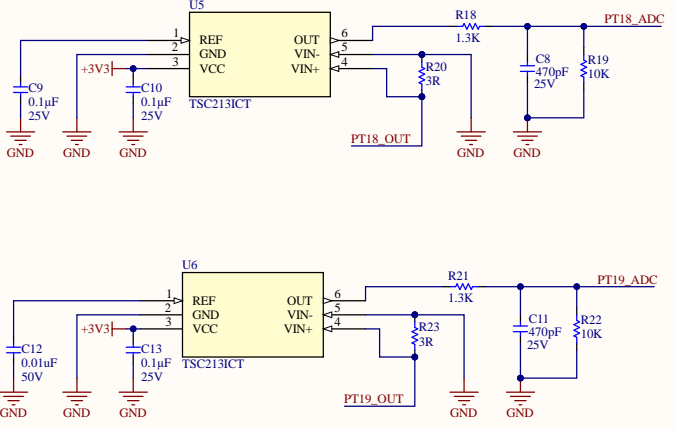 U5
1 REF
2 GND
3 VCC
OUT 6
VIN- 5
VIN+ 4
TSC213ICT
+3V3
C9
0.1µF
25V
C10
0.1µF
25V
GND
GND
GND
R18
1.3K
PT18_ADC
R20
3R
C8
470pF
25V
R19
10K
PT18_OUT
GND
GND
U6
1 REF
2 GND
3 VCC
OUT 6
VIN- 5
VIN+ 4
TSC213ICT
+3V3
C12
0.01uF
50V
C13
0.1µF
25V
GND
GND
GND
R21
1.3K
PT19_ADC
R23
3R
C11
470pF
25V
R22
10K
PT19_OUT
GND
GND